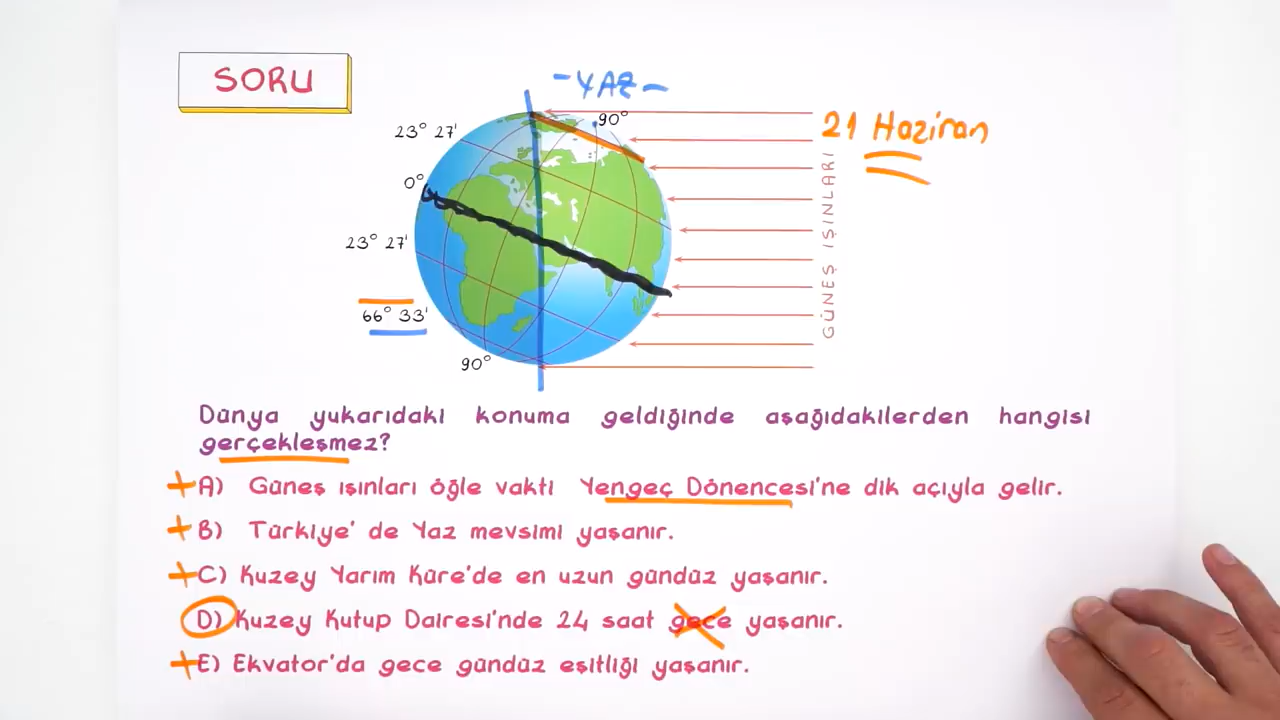 SORU
-YAZ-
90°
21 Haziran
23° 27'
0°
23° 27'
66° 33'
90°
GÜNEŞ IŞINLARI
Dünya yukarıdaki konuma geldiğinde aşağıdakilerden hangisi
gerçekleşmez?
+ A) Güneş ışınları öğle vakti Yengeç Dönencesi'ne dik açıyla gelir.
+ B) Türkiye' de Yaz mevsimi yaşanır.
+ C) Kuzey Yarım Küre'de en uzun gündüz yaşanır.
D) Kuzey Kutup Dairesi'nde 24 saat gece yaşanır.
+ E) Ekvator'da gece gündüz eşitliği yaşanır.